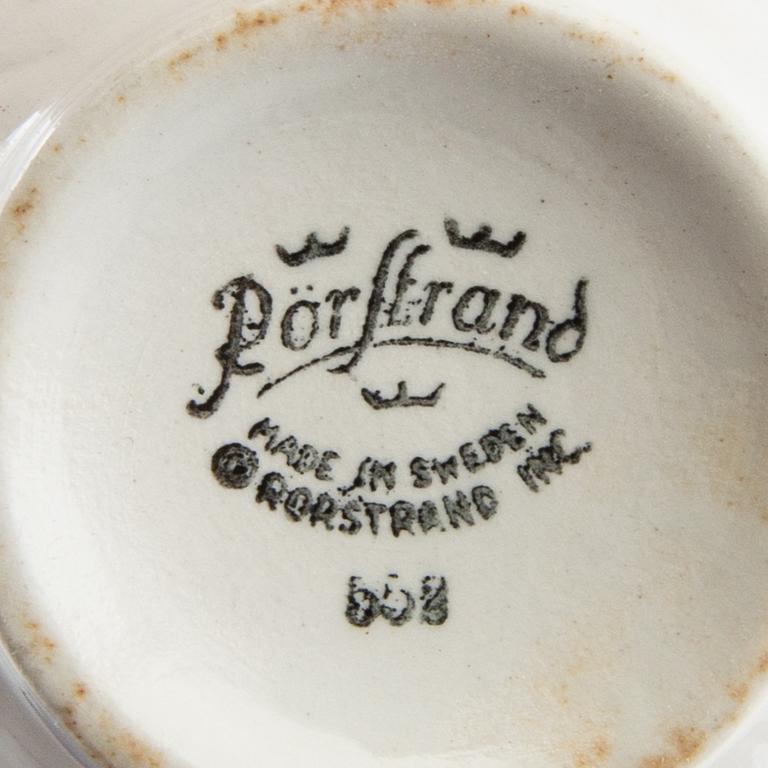 Rörstrand
MADE IN SWEDEN
© RORSTRAND INC.